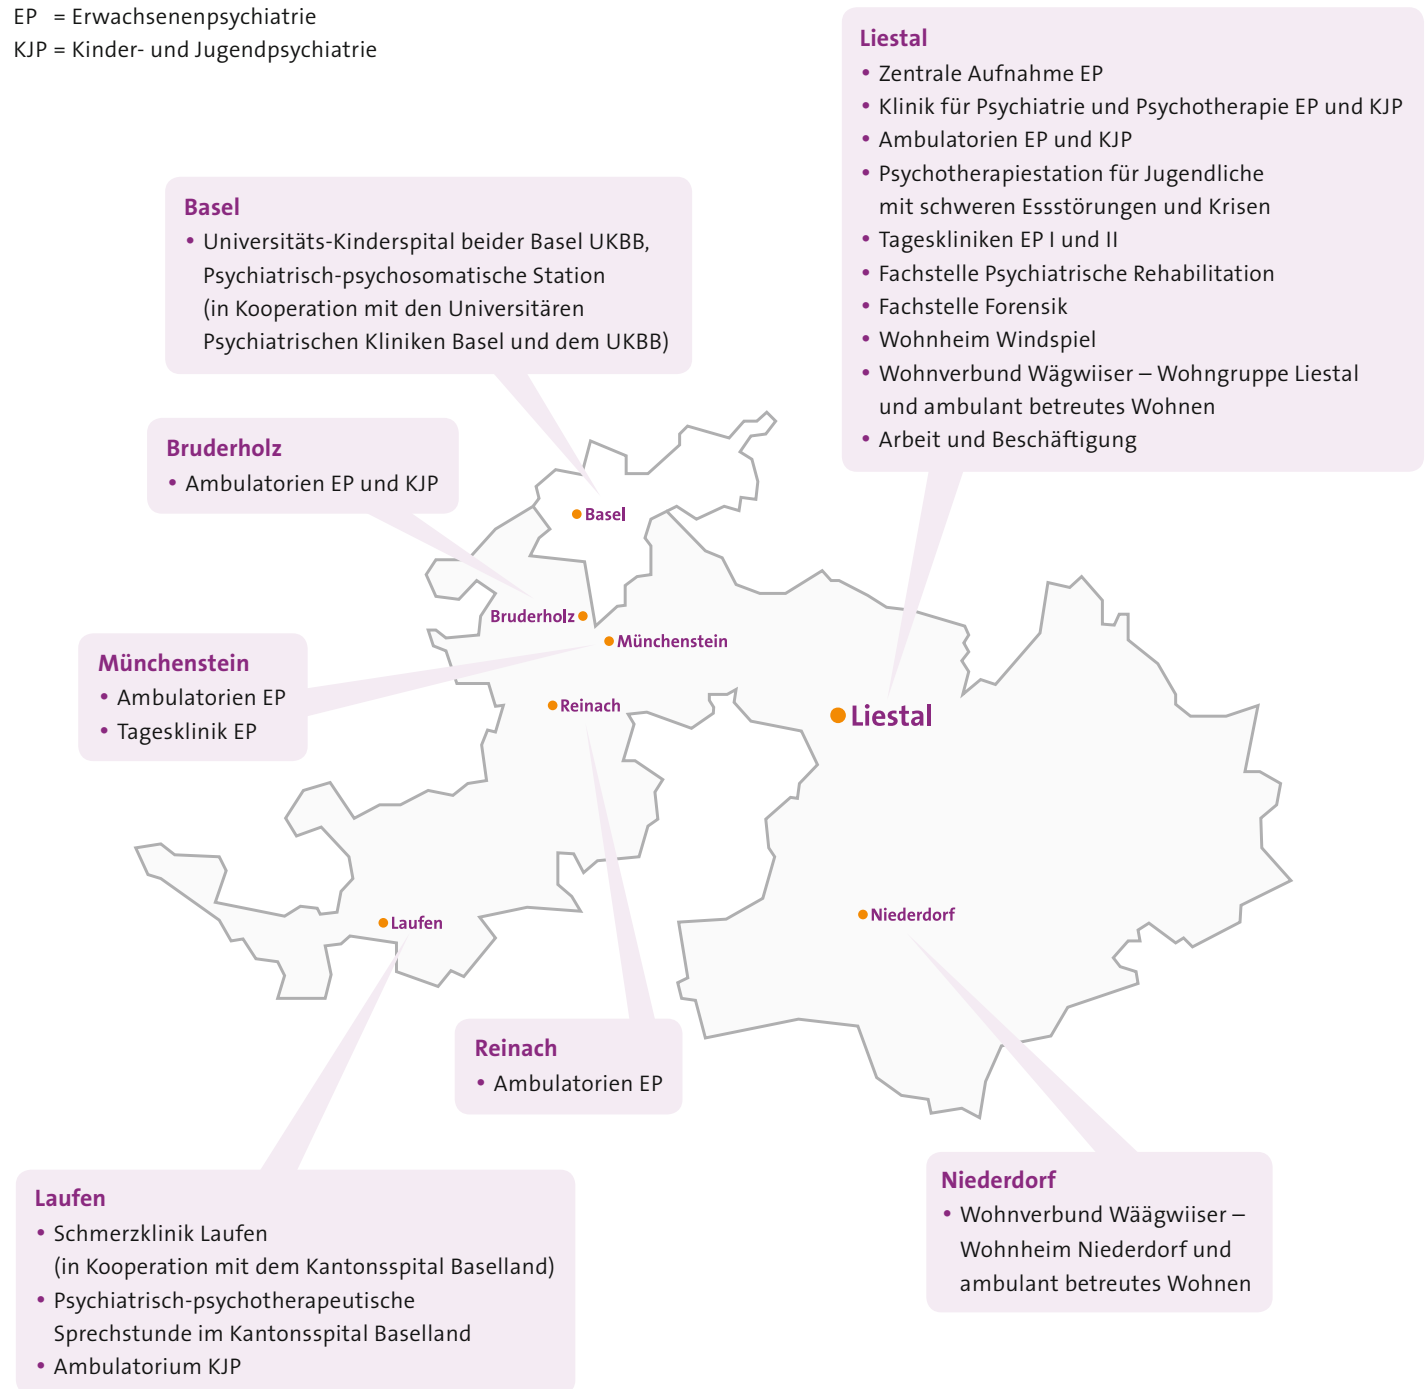 EP = Erwachsenenpsychiatrie
KJP = Kinder- und Jugendpsychiatrie
Liestal
• Zentrale Aufnahme EP
• Klinik für Psychiatrie und Psychotherapie EP und KJP
• Ambulatorien EP und KJP
• Psychotherapiestation für Jugendliche
mit schweren Essstörungen und Krisen
• Tageskliniken EP I und II
• Fachstelle Psychiatrische Rehabilitation
• Fachstelle Forensik
• Wohnheim Windspiel
• Wohnverbund Wägwiiser – Wohngruppe Liestal
und ambulant betreutes Wohnen
• Arbeit und Beschäftigung
Basel
• Universitäts-Kinderspital beider Basel UKBB,
Psychiatrisch-psychosomatische Station
(in Kooperation mit den Universitären
Psychiatrischen Kliniken Basel und dem UKBB)
Bruderholz
• Ambulatorien EP und KJP
Basel
Bruderholz
Münchenstein
Münchenstein
• Ambulatorien EP
• Tagesklinik EP
Reinach
Liestal
Laufen
Niederdorf
Reinach
• Ambulatorien EP
Laufen
• Schmerzklinik Laufen
(in Kooperation mit dem Kantonsspital Baselland)
• Psychiatrisch-psychotherapeutische
Sprechstunde im Kantonsspital Baselland
• Ambulatorium KJP
Niederdorf
• Wohnverbund Wäägwiiser –
Wohnheim Niederdorf und
ambulant betreutes Wohnen